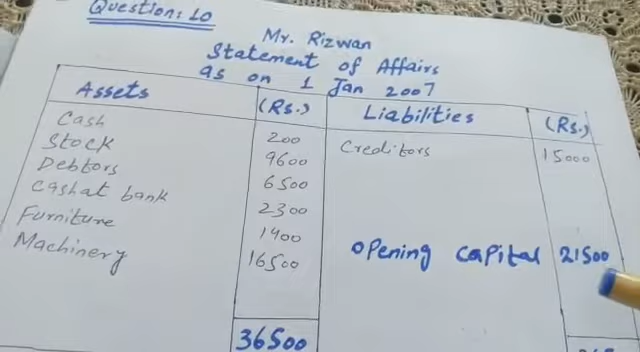 Question: 10
Mr. Rizwan
Statement of Affairs
as on 1 Jan 2007
Assets (Rs.) Liabilities (Rs.)
Cash 200 Creditors 15000
Stock 9600
Debtors 6500
Cash at bank 2300
Furniture 1400
Machinery 16500 Opening capital 21500
36500